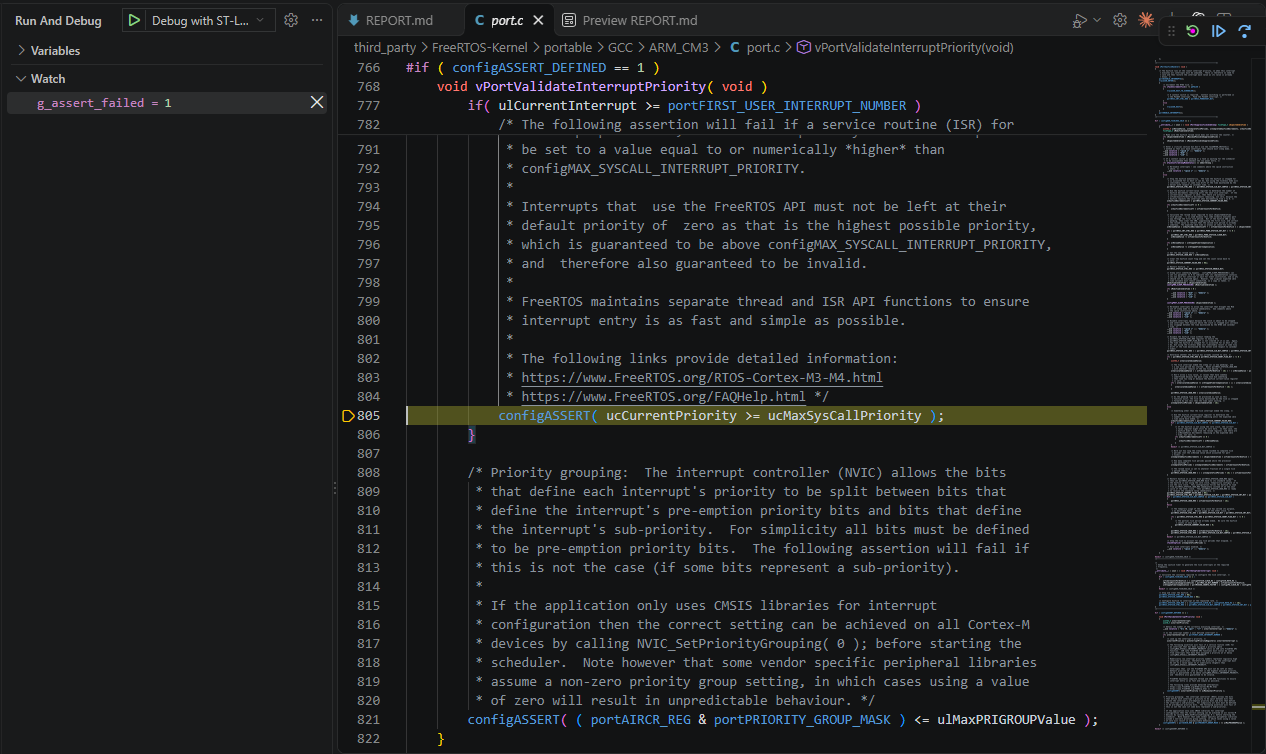 Run And Debug
Debug with ST-L...
Variables
Watch
g_assert_failed = 1
REPORT.md
C port.c
Preview REPORT.md
third_party > FreeRTOS-Kernel > portable > GCC > ARM_CM3 > C port.c > vPortValidateInterruptPriority(void)
766 #if ( configASSERT_DEFINED == 1 )
768 void vPortValidateInterruptPriority( void )
777 if( ulCurrentInterrupt >= portFIRST_USER_INTERRUPT_NUMBER )
782 /* The following assertion will fail if a service routine (ISR) for
791 * be set to a value equal to or numerically *higher* than
792 * configMAX_SYSCALL_INTERRUPT_PRIORITY.
793 *
794 * Interrupts that  use the FreeRTOS API must not be left at their
795 * default priority of  zero as that is the highest possible priority,
796 * which is guaranteed to be above configMAX_SYSCALL_INTERRUPT_PRIORITY,
797 * and  therefore also guaranteed to be invalid.
798 *
799 * FreeRTOS maintains separate thread and ISR API functions to ensure
800 * interrupt entry is as fast and simple as possible.
801 *
802 * The following links provide detailed information:
803 * https://www.FreeRTOS.org/RTOS-Cortex-M3-M4.html
804 * https://www.FreeRTOS.org/FAQHelp.html */
805 configASSERT( ucCurrentPriority >= ucMaxSysCallPriority );
806 }
807
808 /* Priority grouping:  The interrupt controller (NVIC) allows the bits
809 * that define each interrupt's priority to be split between bits that
810 * define the interrupt's pre-emption priority bits and bits that define
811 * the interrupt's sub-priority.  For simplicity all bits must be defined
812 * to be pre-emption priority bits.  The following assertion will fail if
813 * this is not the case (if some bits represent a sub-priority).
814 *
815 * If the application only uses CMSIS libraries for interrupt
816 * configuration then the correct setting can be achieved on all Cortex-M
817 * devices by calling NVIC_SetPriorityGrouping( 0 ); before starting the
818 * scheduler.  Note however that some vendor specific peripheral libraries
819 * assume a non-zero priority group setting, in which cases using a value
820 * of zero will result in unpredictable behaviour. */
821 configASSERT( ( portAIRCR_REG & portPRIORITY_GROUP_MASK ) <= ulMaxPRIGROUPValue );
822 }